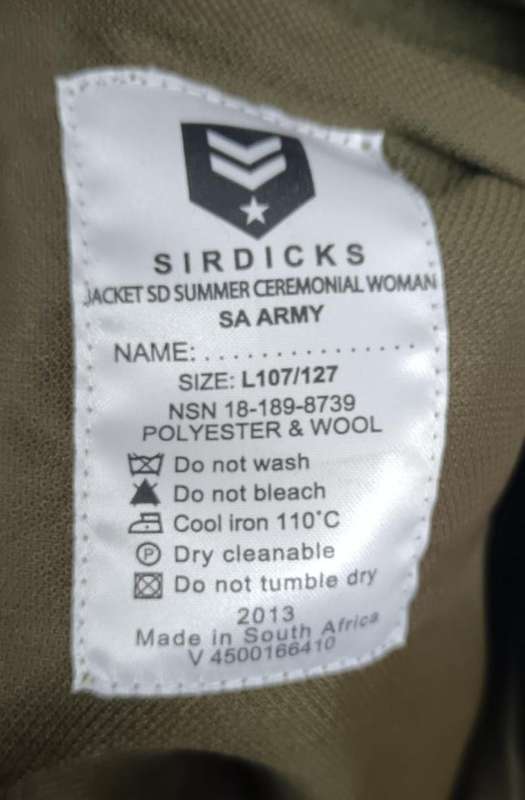 SIRDICKS
JACKET SD SUMMER CEREMONIAL WOMAN
SA ARMY
NAME: . . . . . . . . . . . . . . . .
SIZE: L107/127
NSN 18-189-8739
POLYESTER & WOOL
Do not wash
Do not bleach
Cool iron 110°C
P Dry cleanable
Do not tumble dry
2013
Made in South Africa
V 4500166410